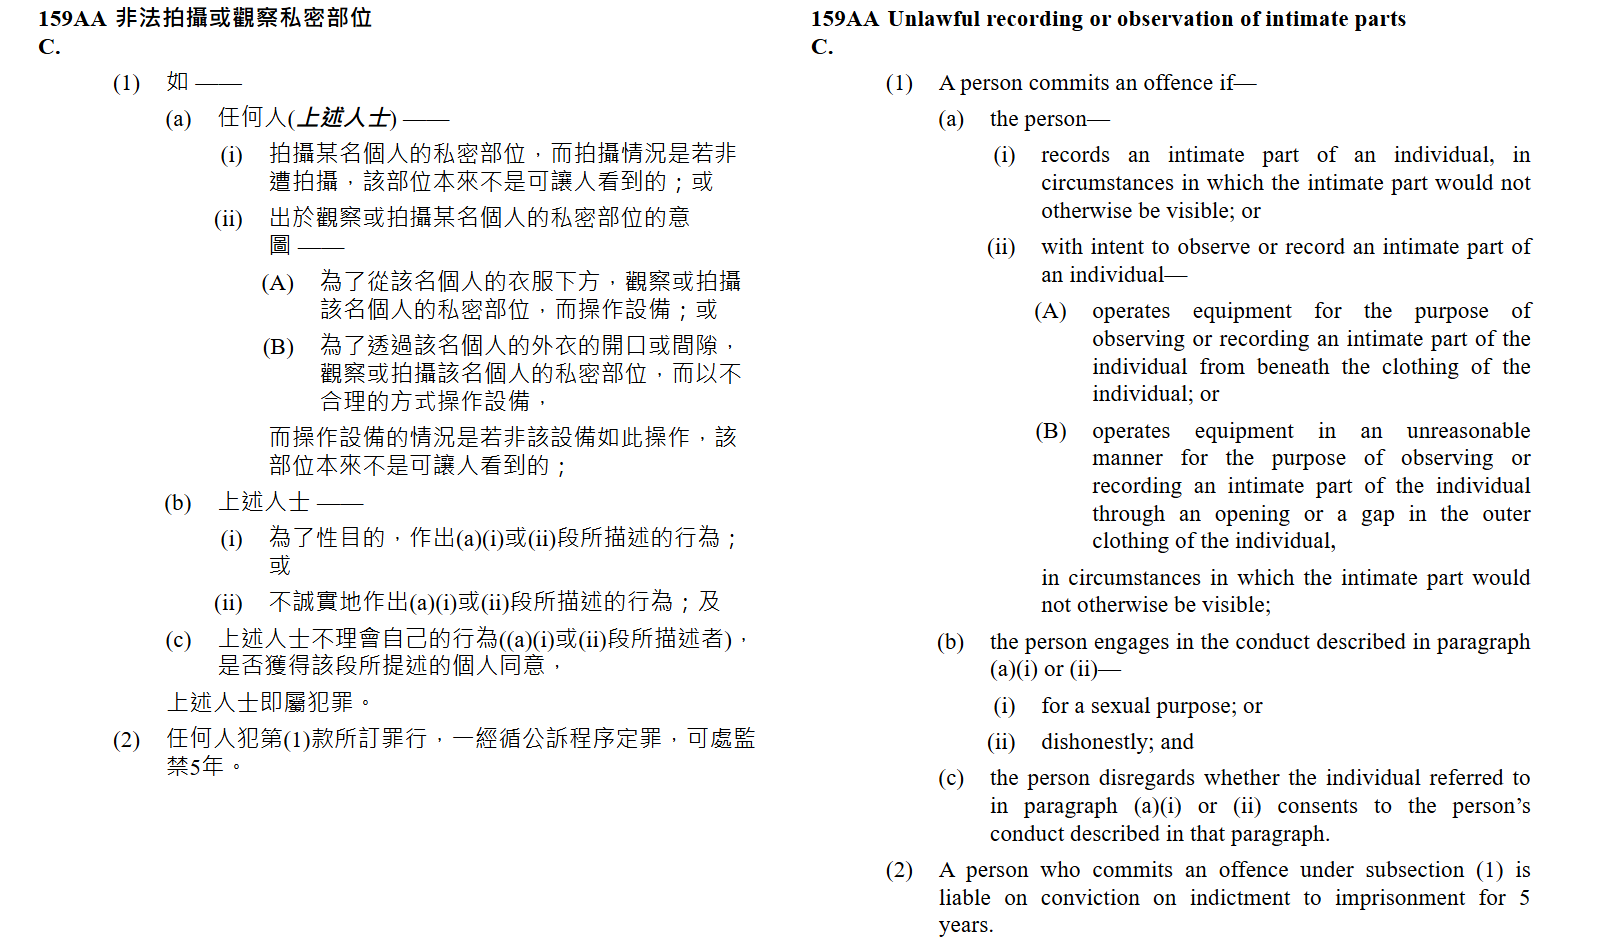 159AA 非法拍攝或觀察私密部位
C.
(1) 如 ——
(a) 任何人(上述人士) ——
(i) 拍攝某名個人的私密部位，而拍攝情況是若非
遭拍攝，該部位本來不是可讓人看到的；或
(ii) 出於觀察或拍攝某名個人的私密部位的意
圖 ——
(A) 為了從該名個人的衣服下方，觀察或拍攝
該名個人的私密部位，而操作設備；或
(B) 為了透過該名個人的外衣的開口或間隙，
觀察或拍攝該名個人的私密部位，而以不
合理的方式操作設備，
而操作設備的情況是若非該設備如此操作，該
部位本來不是可讓人看到的；
(b) 上述人士 ——
(i) 為了性目的，作出(a)(i)或(ii)段所描述的行為；
或
(ii) 不誠實地作出(a)(i)或(ii)段所描述的行為；及
(c) 上述人士不理會自己的行為((a)(i)或(ii)段所描述者)，
是否獲得該段所提述的個人同意，
上述人士即屬犯罪。
(2) 任何人犯第(1)款所訂罪行，一經循公訴程序定罪，可處監
禁5年。
159AA Unlawful recording or observation of intimate parts
C.
(1) A person commits an offence if—
(a) the person—
(i) records an intimate part of an individual, in
circumstances in which the intimate part would not
otherwise be visible; or
(ii) with intent to observe or record an intimate part of
an individual—
(A) operates equipment for the purpose of
observing or recording an intimate part of the
individual from beneath the clothing of the
individual; or
(B) operates equipment in an unreasonable
manner for the purpose of observing or
recording an intimate part of the individual
through an opening or a gap in the outer
clothing of the individual,
in circumstances in which the intimate part would
not otherwise be visible;
(b) the person engages in the conduct described in paragraph
(a)(i) or (ii)—
(i) for a sexual purpose; or
(ii) dishonestly; and
(c) the person disregards whether the individual referred to
in paragraph (a)(i) or (ii) consents to the person’s
conduct described in that paragraph.
(2) A person who commits an offence under subsection (1) is
liable on conviction on indictment to imprisonment for 5
years.